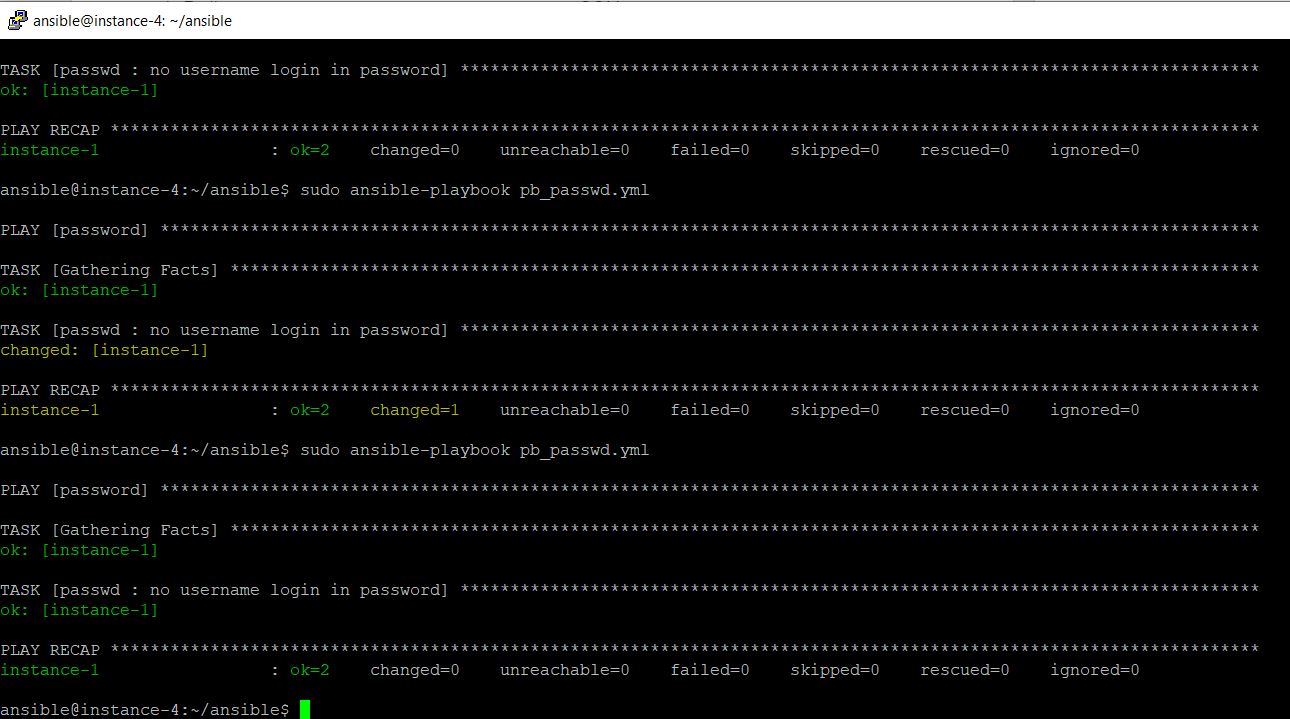 ansible@instance-4: ~/ansible
TASK [passwd : no username login in password] ********************************************************************************
ok: [instance-1]
PLAY RECAP *******************************************************************************************************************
instance-1                 : ok=2    changed=0    unreachable=0    failed=0    skipped=0    rescued=0    ignored=0
ansible@instance-4:~/ansible$ sudo ansible-playbook pb_passwd.yml
PLAY [password] **************************************************************************************************************
TASK [Gathering Facts] *******************************************************************************************************
ok: [instance-1]
TASK [passwd : no username login in password] ********************************************************************************
changed: [instance-1]
PLAY RECAP *******************************************************************************************************************
instance-1                 : ok=2    changed=1    unreachable=0    failed=0    skipped=0    rescued=0    ignored=0
ansible@instance-4:~/ansible$ sudo ansible-playbook pb_passwd.yml
PLAY [password] **************************************************************************************************************
TASK [Gathering Facts] *******************************************************************************************************
ok: [instance-1]
TASK [passwd : no username login in password] ********************************************************************************
ok: [instance-1]
PLAY RECAP *******************************************************************************************************************
instance-1                 : ok=2    changed=0    unreachable=0    failed=0    skipped=0    rescued=0    ignored=0
ansible@instance-4:~/ansible$